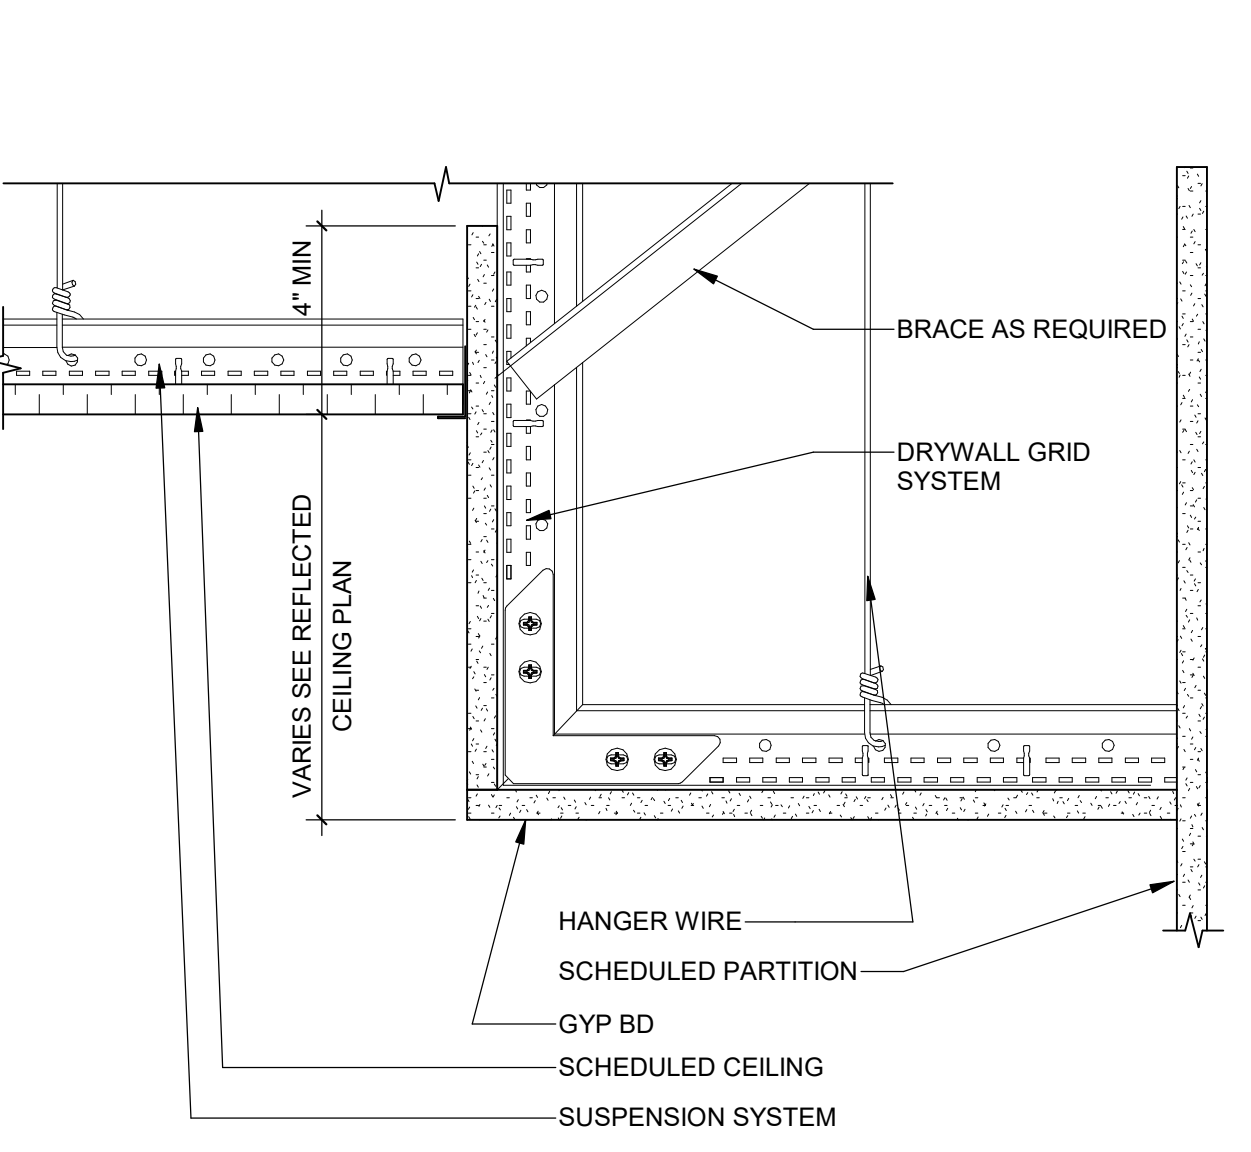 4" MIN
BRACE AS REQUIRED
DRYWALL GRID
SYSTEM
VARIES SEE REFLECTED
CEILING PLAN
HANGER WIRE
SCHEDULED PARTITION
GYP BD
SCHEDULED CEILING
SUSPENSION SYSTEM